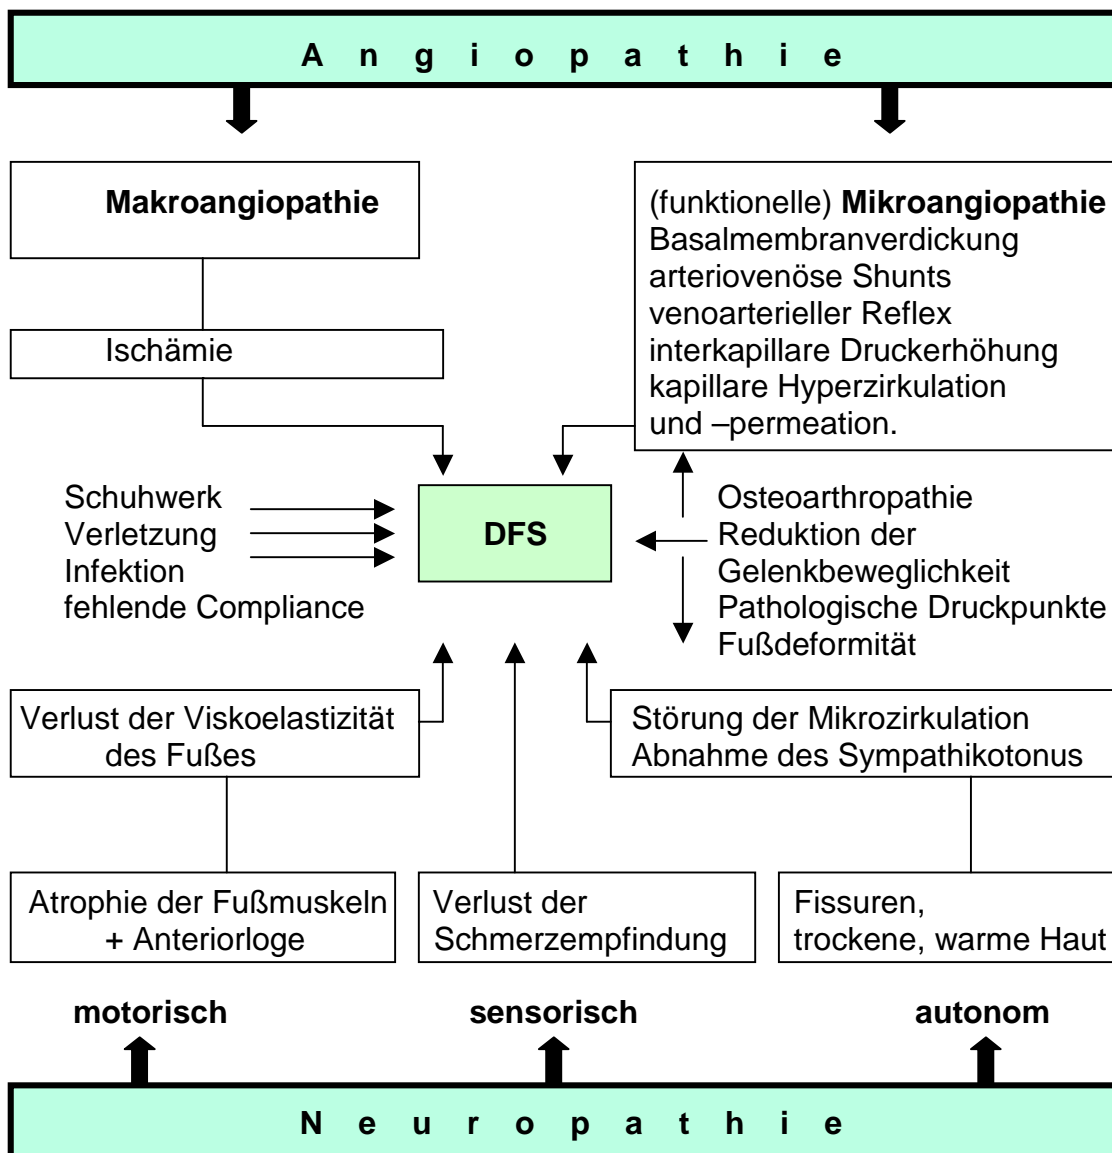 A n g i o p a t h i e
Makroangiopathie
(funktionelle) Mikroangiopathie
Basalmembranverdickung
arteriovenöse Shunts
venoarterieller Reflex
interkapillare Druckerhöhung
kapillare Hyperzirkulation
und –permeation.
Ischämie
Schuhwerk
Verletzung
Infektion
fehlende Compliance
DFS
Osteoarthropathie
Reduktion der
Gelenkbeweglichkeit
Pathologische Druckpunkte
Fußdeformität
Verlust der Viskoelastizität
des Fußes
Störung der Mikrozirkulation
Abnahme des Sympathikotonus
Atrophie der Fußmuskeln
+ Anteriorloge
Verlust der
Schmerzempfindung
Fissuren,
trockene, warme Haut
motorisch
sensorisch
autonom
N e u r o p a t h i e